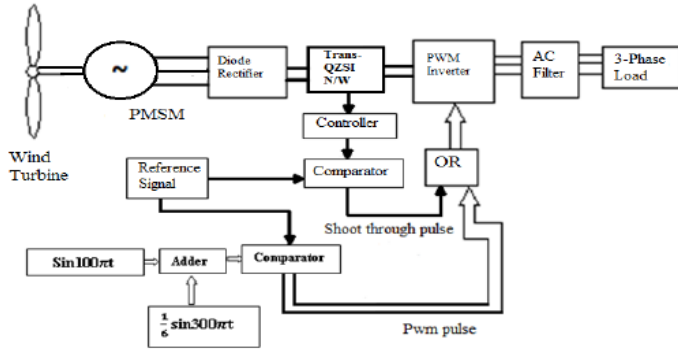 ~
PMSM
Wind
Turbine
Diode
Rectifier
Trans-
QZSI
N/W
PWM
Inverter
AC
Filter
3-Phase
Load
Controller
Reference
Signal
Comparator
OR
Shoot through pulse
Sin100πt
Adder
Comparator
1/6 sin300πt
Pwm pulse